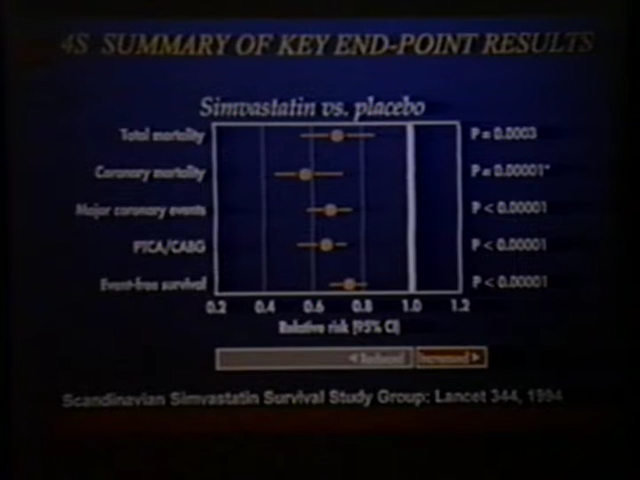 4S SUMMARY OF KEY END-POINT RESULTS
Simvastatin vs. placebo
Total mortality P = 0.0003
Coronary mortality P = 0.00001*
Major coronary events P < 0.00001
PTCA/CABG P < 0.00001
Event-free survival P < 0.00001
0.2 0.4 0.6 0.8 1.0 1.2
Relative risk (95% CI)
◄ Reduced Increased ►
Scandinavian Simvastatin Survival Study Group: Lancet 344, 1994